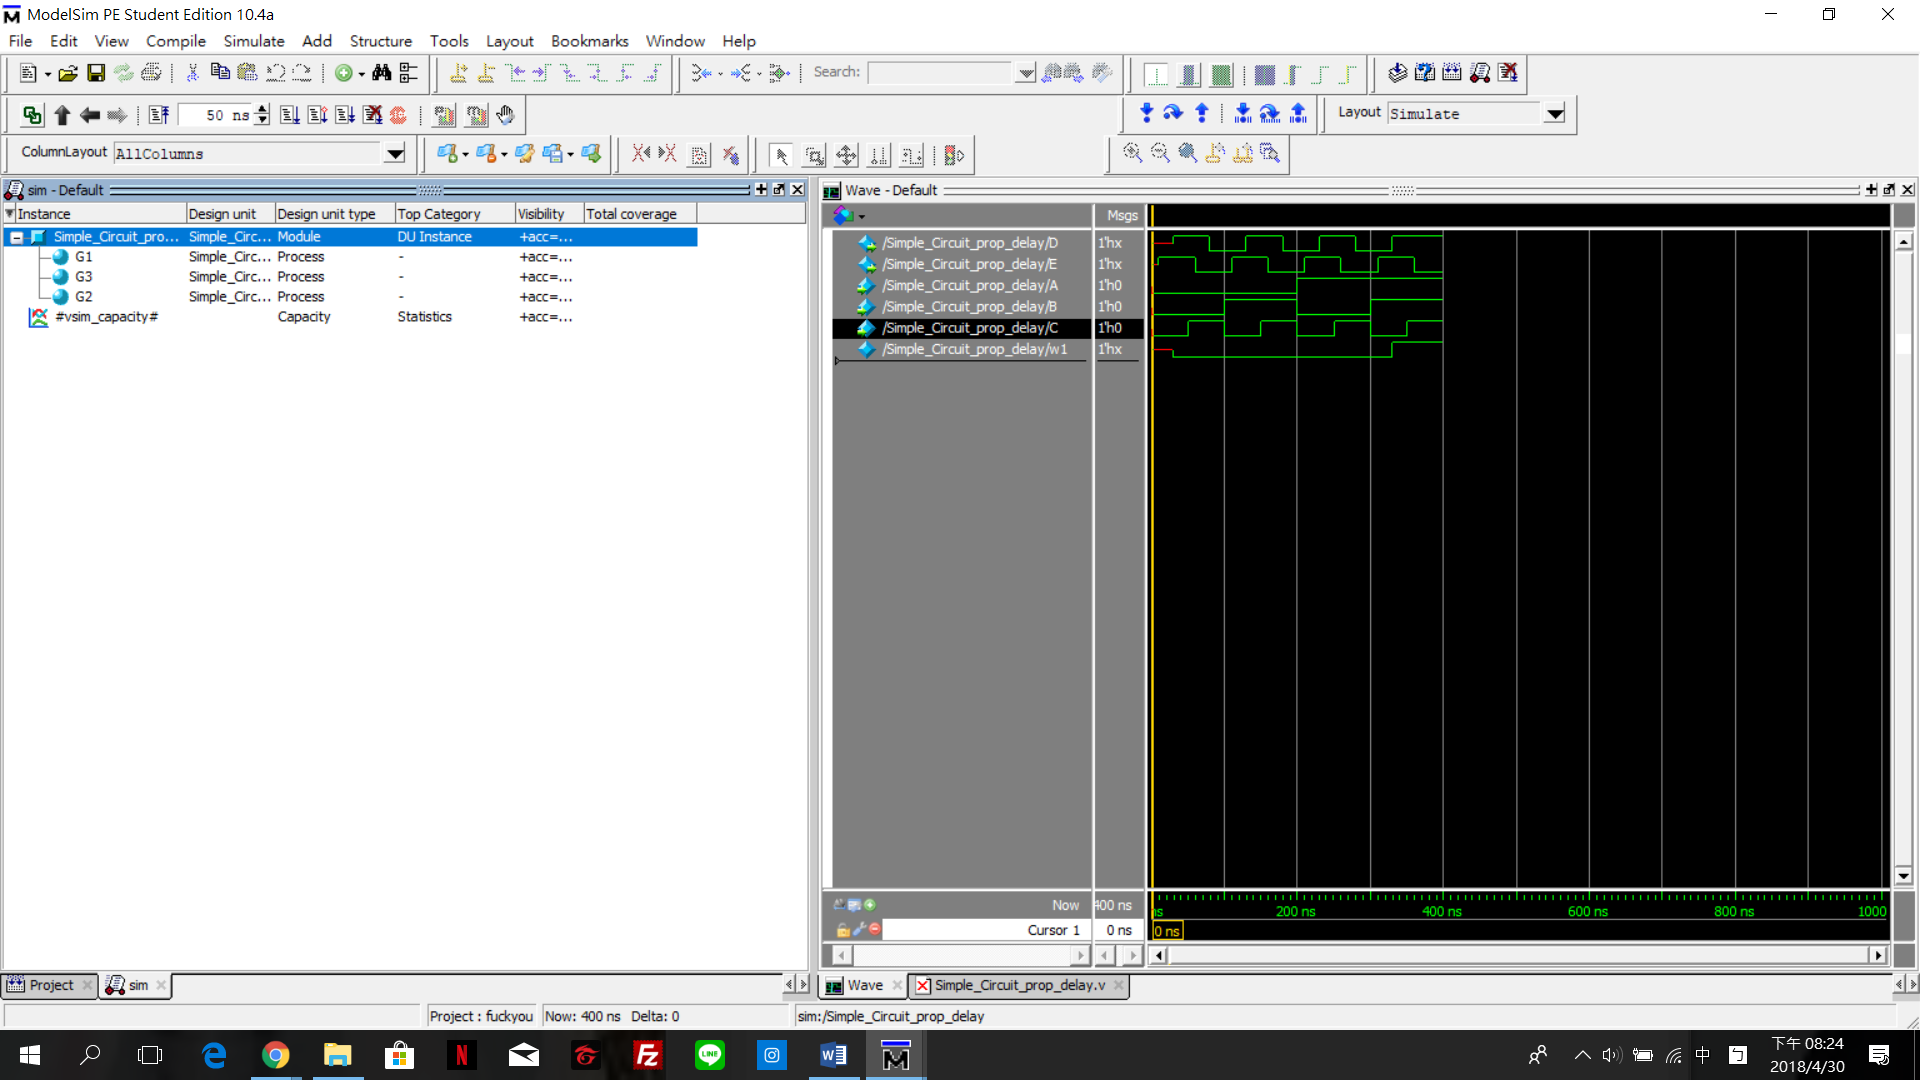 ModelSim PE Student Edition 10.4a
File Edit View Compile Simulate Add Structure Tools Layout Bookmarks Window Help
Search:
50 ns
Layout Simulate
ColumnLayout AllColumns
sim - Default
Instance Design unit Design unit type Top Category Visibility Total coverage
Simple_Circuit_pro... Simple_Circ... Module DU Instance +acc=...
G1 Simple_Circ... Process - +acc=...
G3 Simple_Circ... Process - +acc=...
G2 Simple_Circ... Process - +acc=...
#vsim_capacity# Capacity Statistics +acc=...
Wave - Default
Msgs
/Simple_Circuit_prop_delay/D 1'hx
/Simple_Circuit_prop_delay/E 1'hx
/Simple_Circuit_prop_delay/A 1'h0
/Simple_Circuit_prop_delay/B 1'h0
/Simple_Circuit_prop_delay/C 1'h0
/Simple_Circuit_prop_delay/w1 1'hx
Now 400 ns
ns 200 ns 400 ns 600 ns 800 ns 1000
Cursor 1 0 ns
0 ns
Project sim
Wave Simple_Circuit_prop_delay.v
Project : fuckyou Now: 400 ns Delta: 0 sim:/Simple_Circuit_prop_delay
中
下午 08:24
2018/4/30